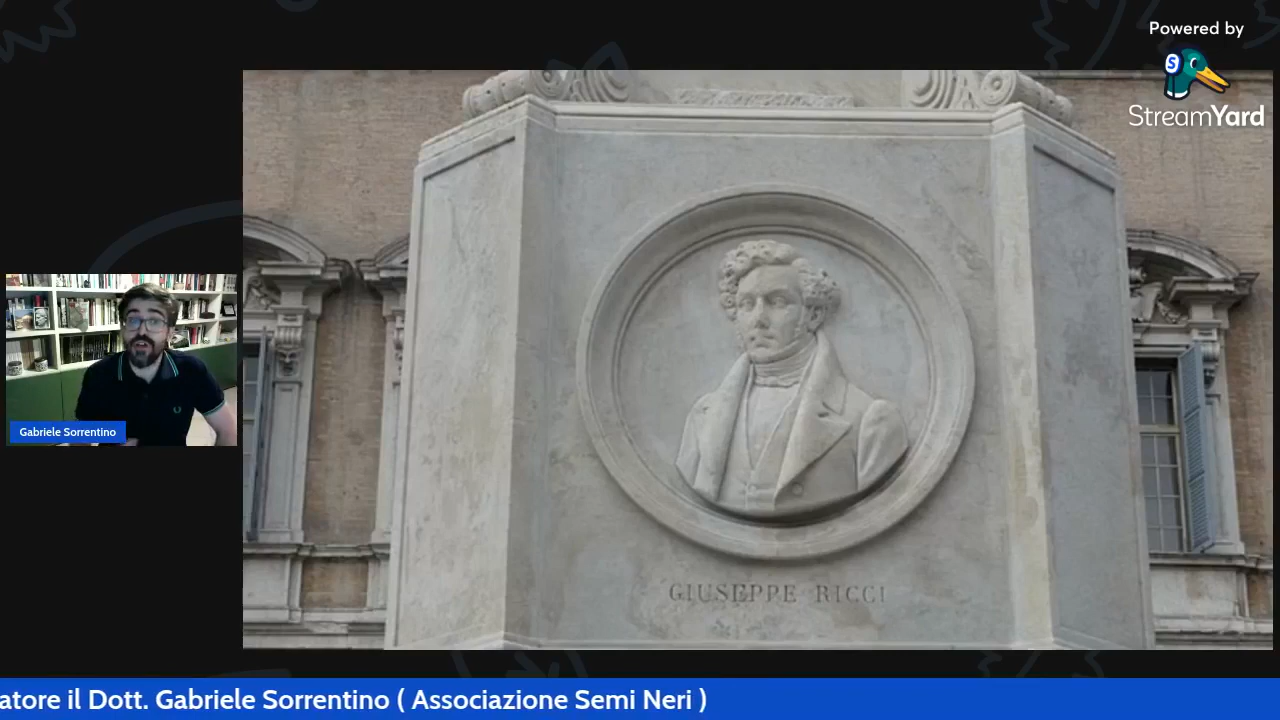 Powered by
StreamYard
Gabriele Sorrentino
GIUSEPPE RICCI
atore il Dott. Gabriele Sorrentino ( Associazione Semi Neri )